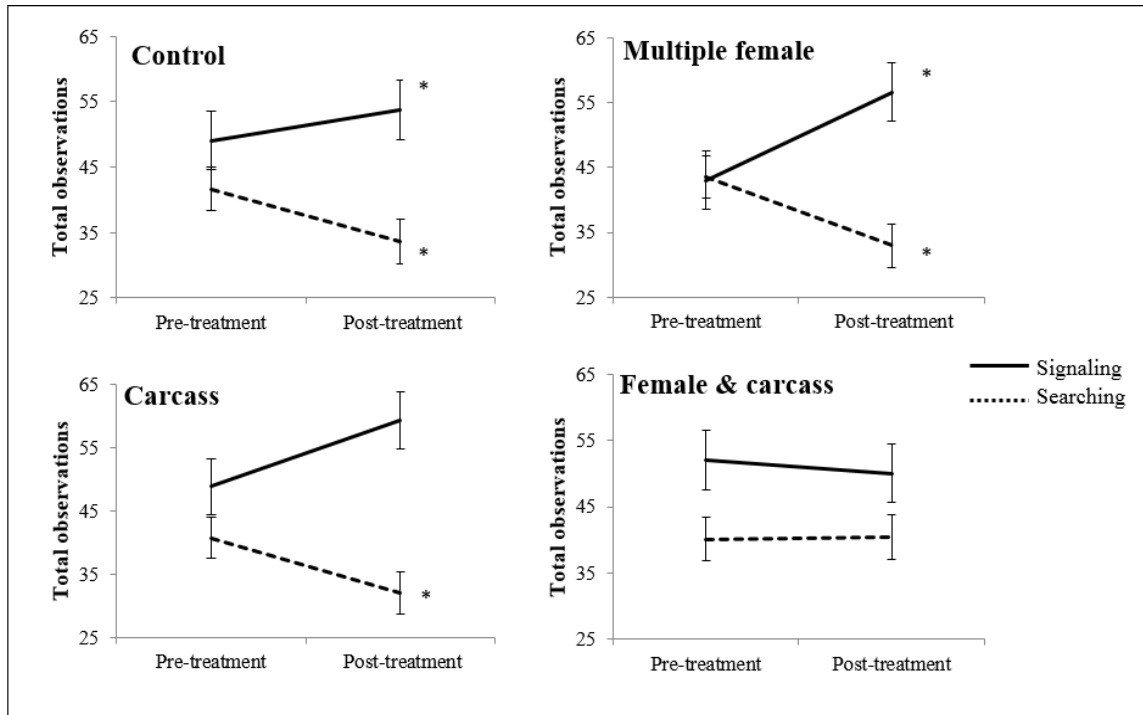 Control
Total observations
65
55
45
35
25
*
*
Pre-treatment
Post-treatment
Multiple female
Total observations
65
55
45
35
25
*
*
Pre-treatment
Post-treatment
Carcass
Total observations
65
55
45
35
25
*
Pre-treatment
Post-treatment
Female & carcass
Total observations
65
55
45
35
25
Pre-treatment
Post-treatment
Signaling
Searching